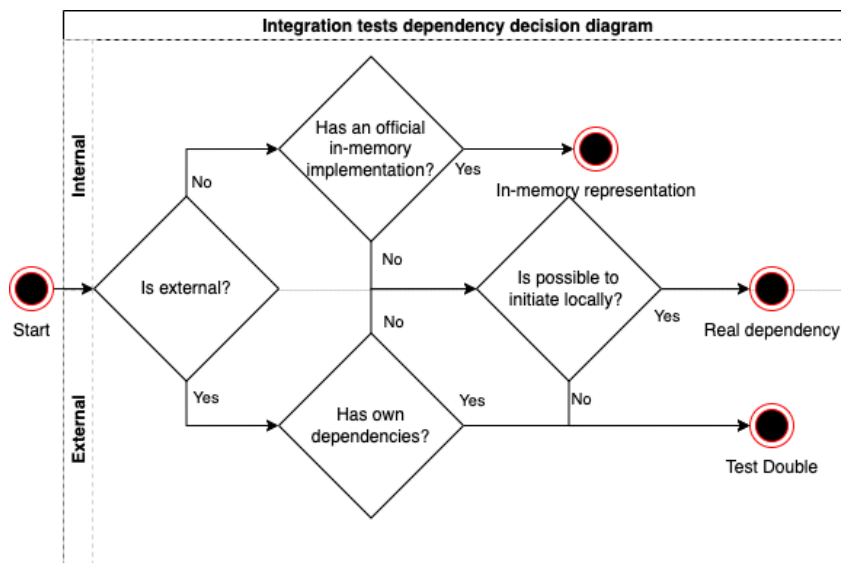 Integration tests dependency decision diagram
Internal
Has an official
in-memory
implementation?
Yes
In-memory representation
No
No
Start
Is external?
Is possible to
initiate locally?
Yes
Real dependency
No
Yes
External
Has own
dependencies?
Yes
No
Test Double